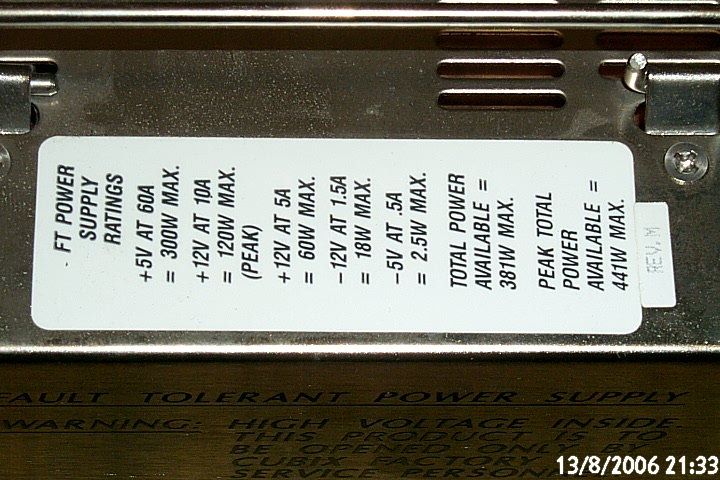 FT POWER
SUPPLY
RATINGS
+5V AT 60A
= 300W MAX.
+12V AT 10A
= 120W MAX.
(PEAK)
+12V AT 5A
= 60W MAX.
−12V AT 1.5A
= 18W MAX.
−5V AT .5A
= 2.5W MAX.
TOTAL POWER
AVAILABLE =
381W MAX.
PEAK TOTAL
POWER
AVAILABLE =
441W MAX.
REV. M
FAULT TOLERANT POWER SUPPLY
WARNING: HIGH VOLTAGE INSIDE.
THIS PRODUCT IS TO
BE OPENED ONLY BY
CUBIX FACTORY
SERVICE
13/8/2006 21:33